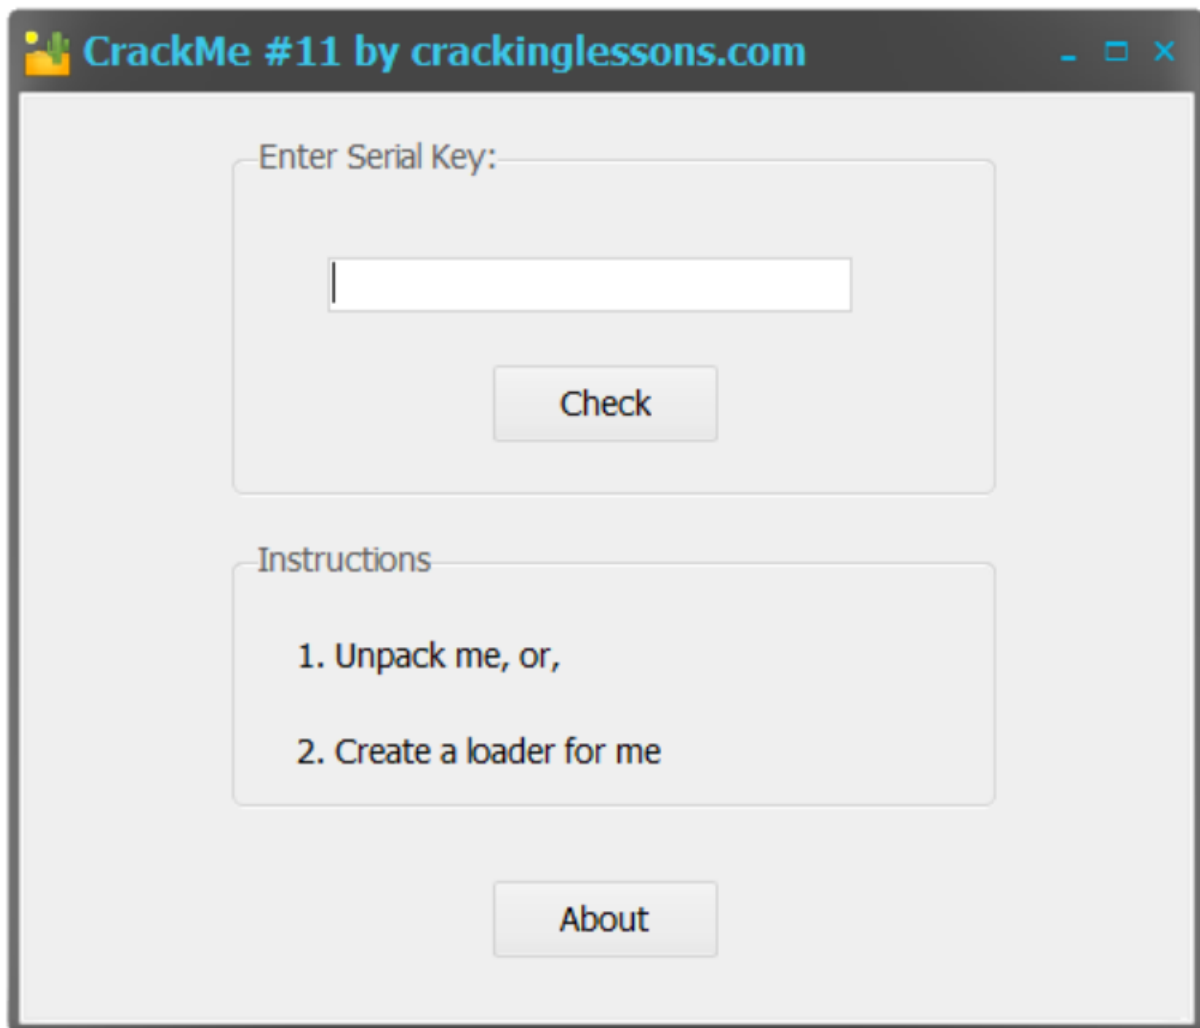 CrackMe #11 by crackinglessons.com
Enter Serial Key:
Check
Instructions
1. Unpack me, or,
2. Create a loader for me
About